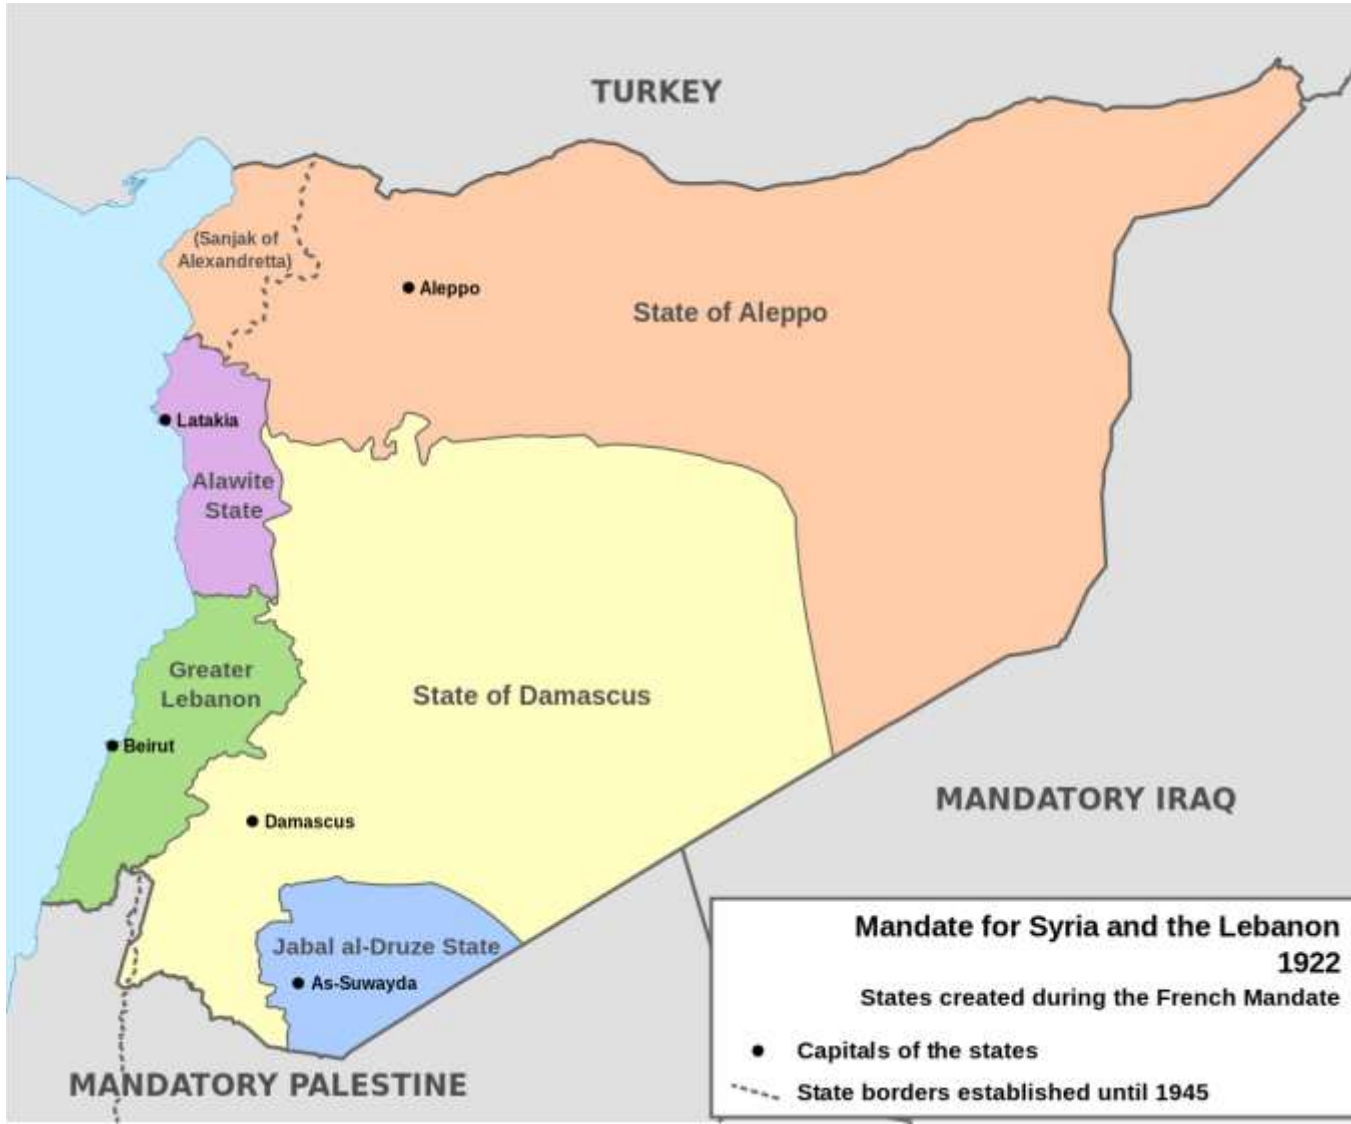 TURKEY
(Sanjak of
Alexandretta)
Aleppo
State of Aleppo
Latakia
Alawite
State
Greater
Lebanon
State of Damascus
Beirut
MANDATORY IRAQ
Damascus
Jabal al-Druze State
As-Suwayda
MANDATORY PALESTINE
Mandate for Syria and the Lebanon
1922
States created during the French Mandate
Capitals of the states
State borders established until 1945